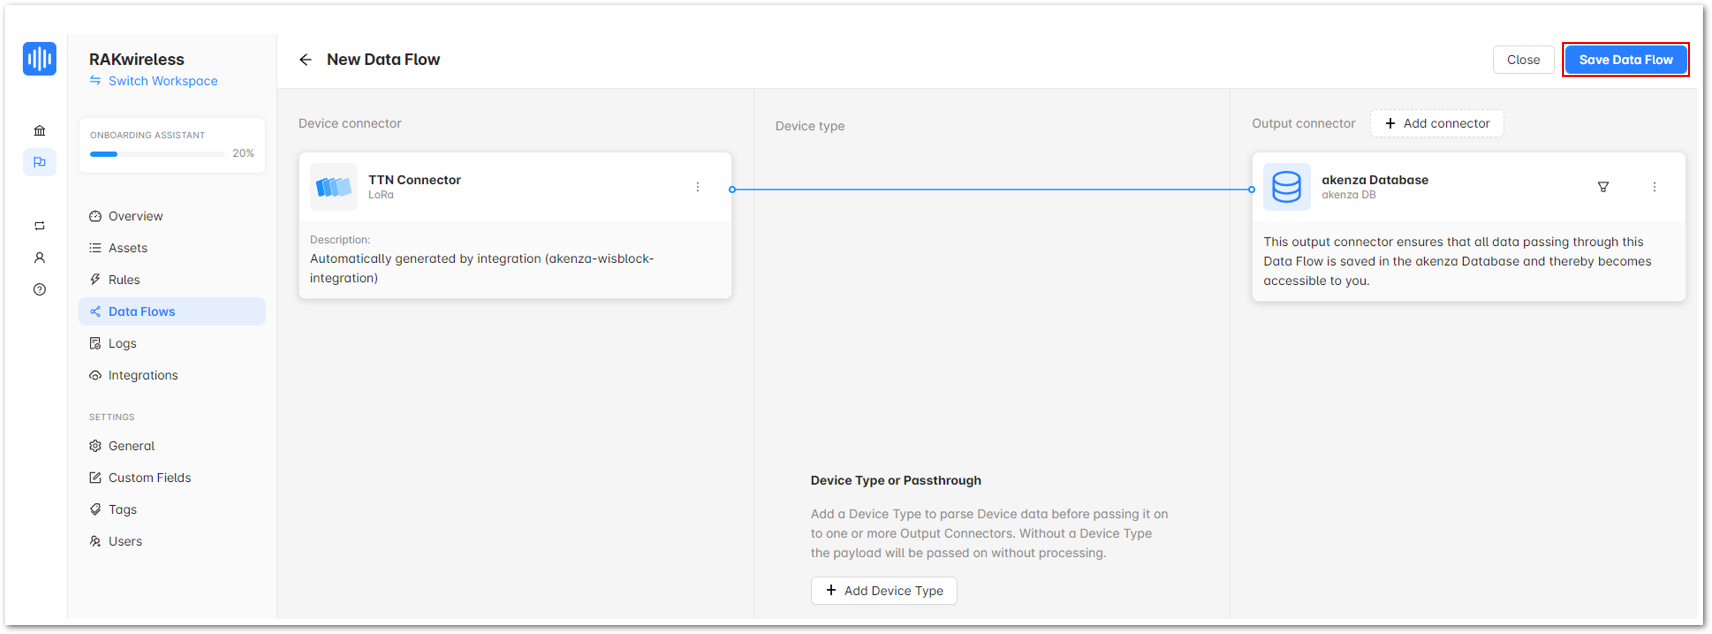 RAKwireless
Switch Workspace
ONBOARDING ASSISTANT
20%
Overview
Assets
Rules
Data Flows
Logs
Integrations
SETTINGS
General
Custom Fields
Tags
Users
New Data Flow
Close
Save Data Flow
Device connector
TTN Connector
LoRa
Description:
Automatically generated by integration (akenza-wisblock-
integration)
Device type
Device Type or Passthrough
Add a Device Type to parse Device data before passing it on
to one or more Output Connectors. Without a Device Type
the payload will be passed on without processing.
Add Device Type
Output connector
Add connector
akenza Database
akenza DB
This output connector ensures that all data passing through this
Data Flow is saved in the akenza Database and thereby becomes
accessible to you.